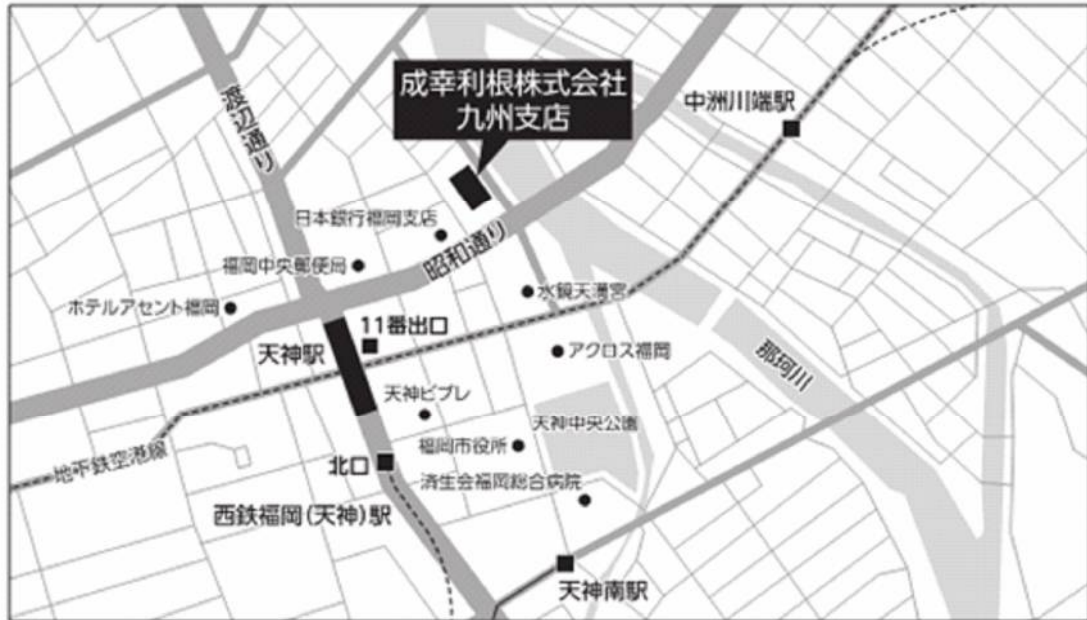 成幸利根株式会社
九州支店
中洲川端駅
渡辺通り
日本銀行福岡支店
昭和通り
福岡中央郵便局
ホテルアセント福岡
水鏡天満宮
11番出口
天神駅
アクロス福岡
那珂川
天神ビブレ
天神中央公園
福岡市役所
地下鉄空港線
北口
済生会福岡総合病院
西鉄福岡(天神)駅
天神南駅